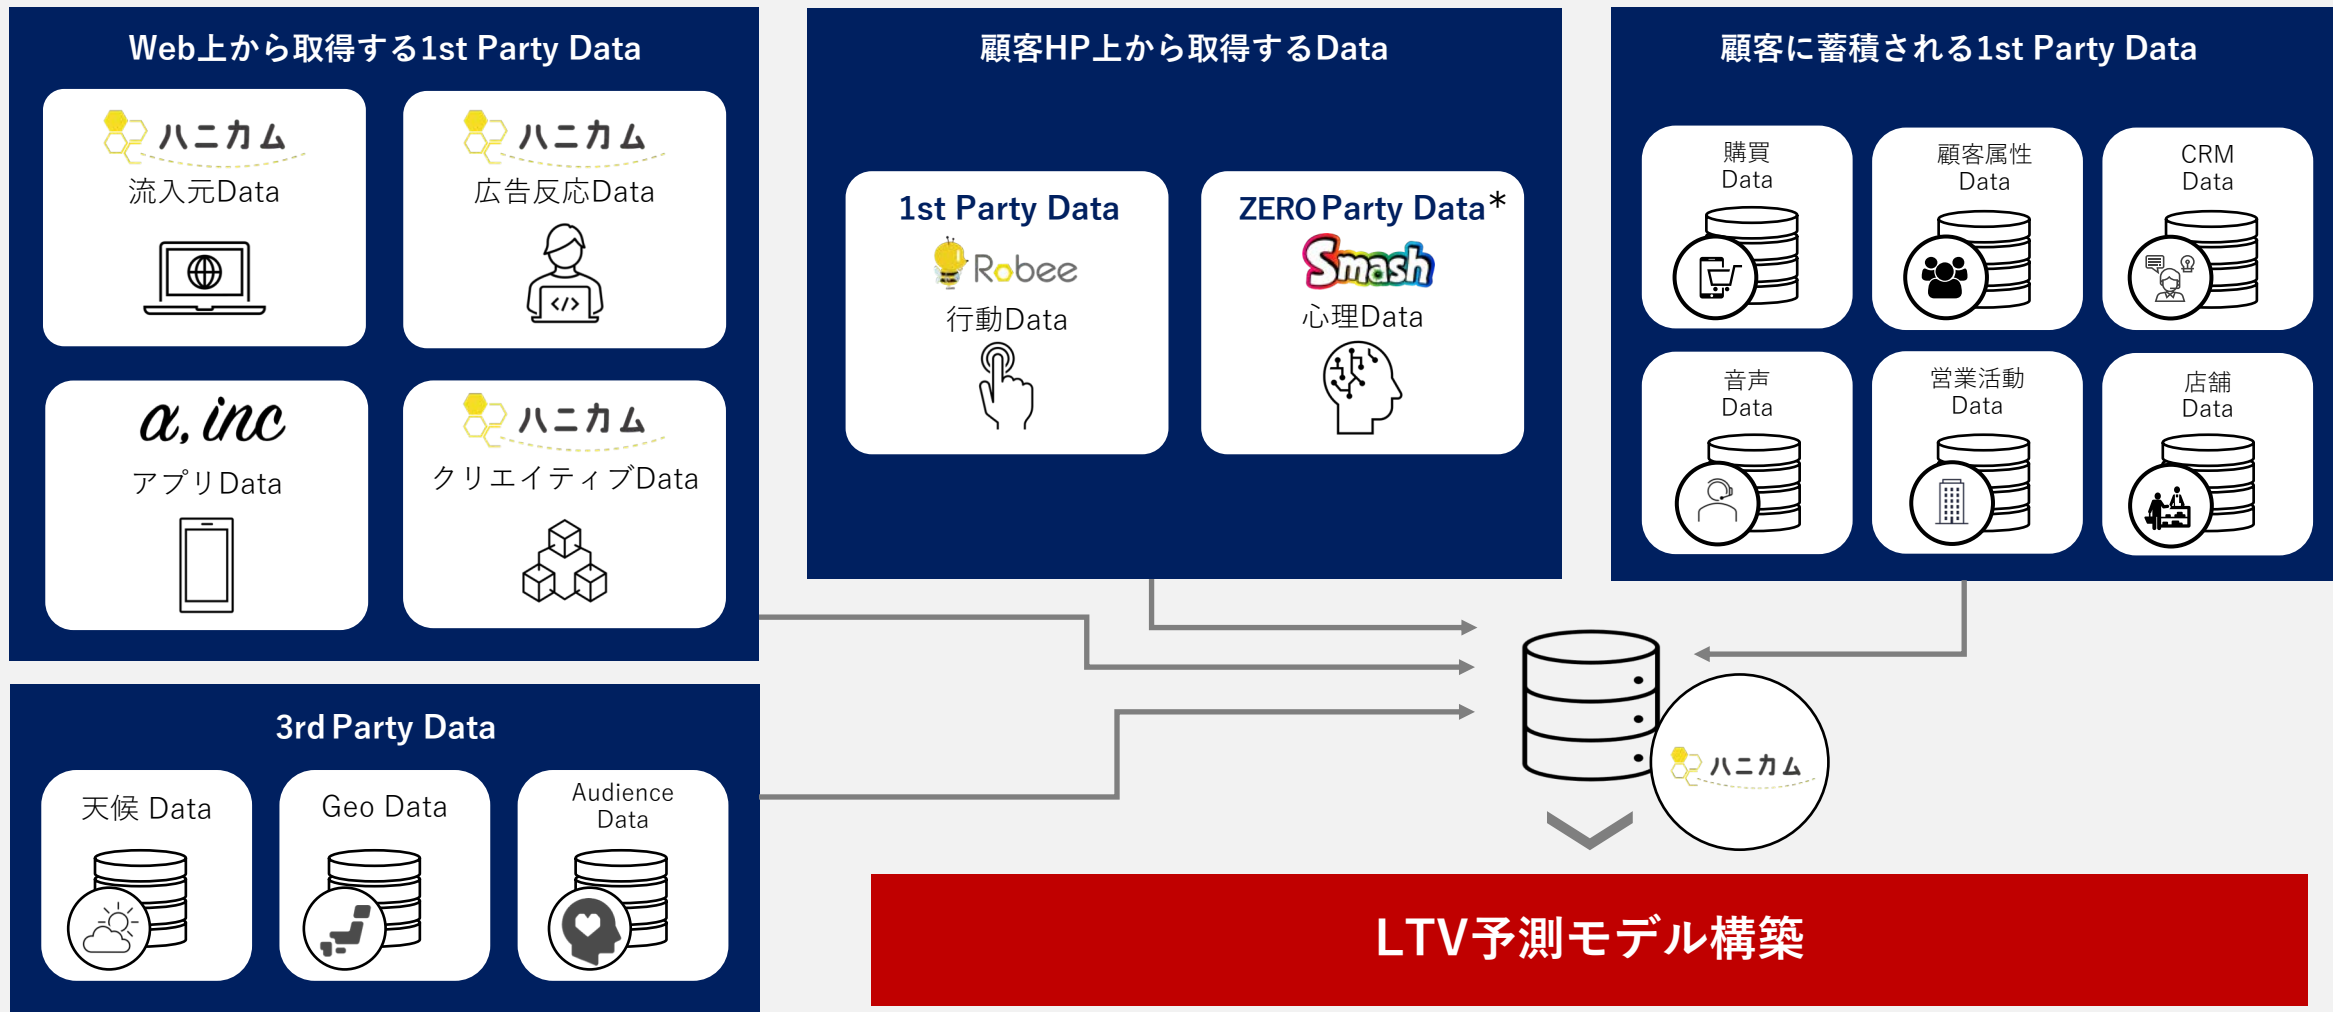 Web上から取得する1st Party Data
ハニカム
流入元Data
ハニカム
広告反応Data
</>
α, inc
アプリData
ハニカム
クリエイティブData
顧客HP上から取得するData
1st Party Data
Robee
行動Data
ZERO Party Data*
Smash
心理Data
顧客に蓄積される1st Party Data
購買
Data
顧客属性
Data
CRM
Data
音声
Data
営業活動
Data
店舗
Data
3rd Party Data
天候 Data
Geo Data
Audience
Data
ハニカム
LTV予測モデル構築